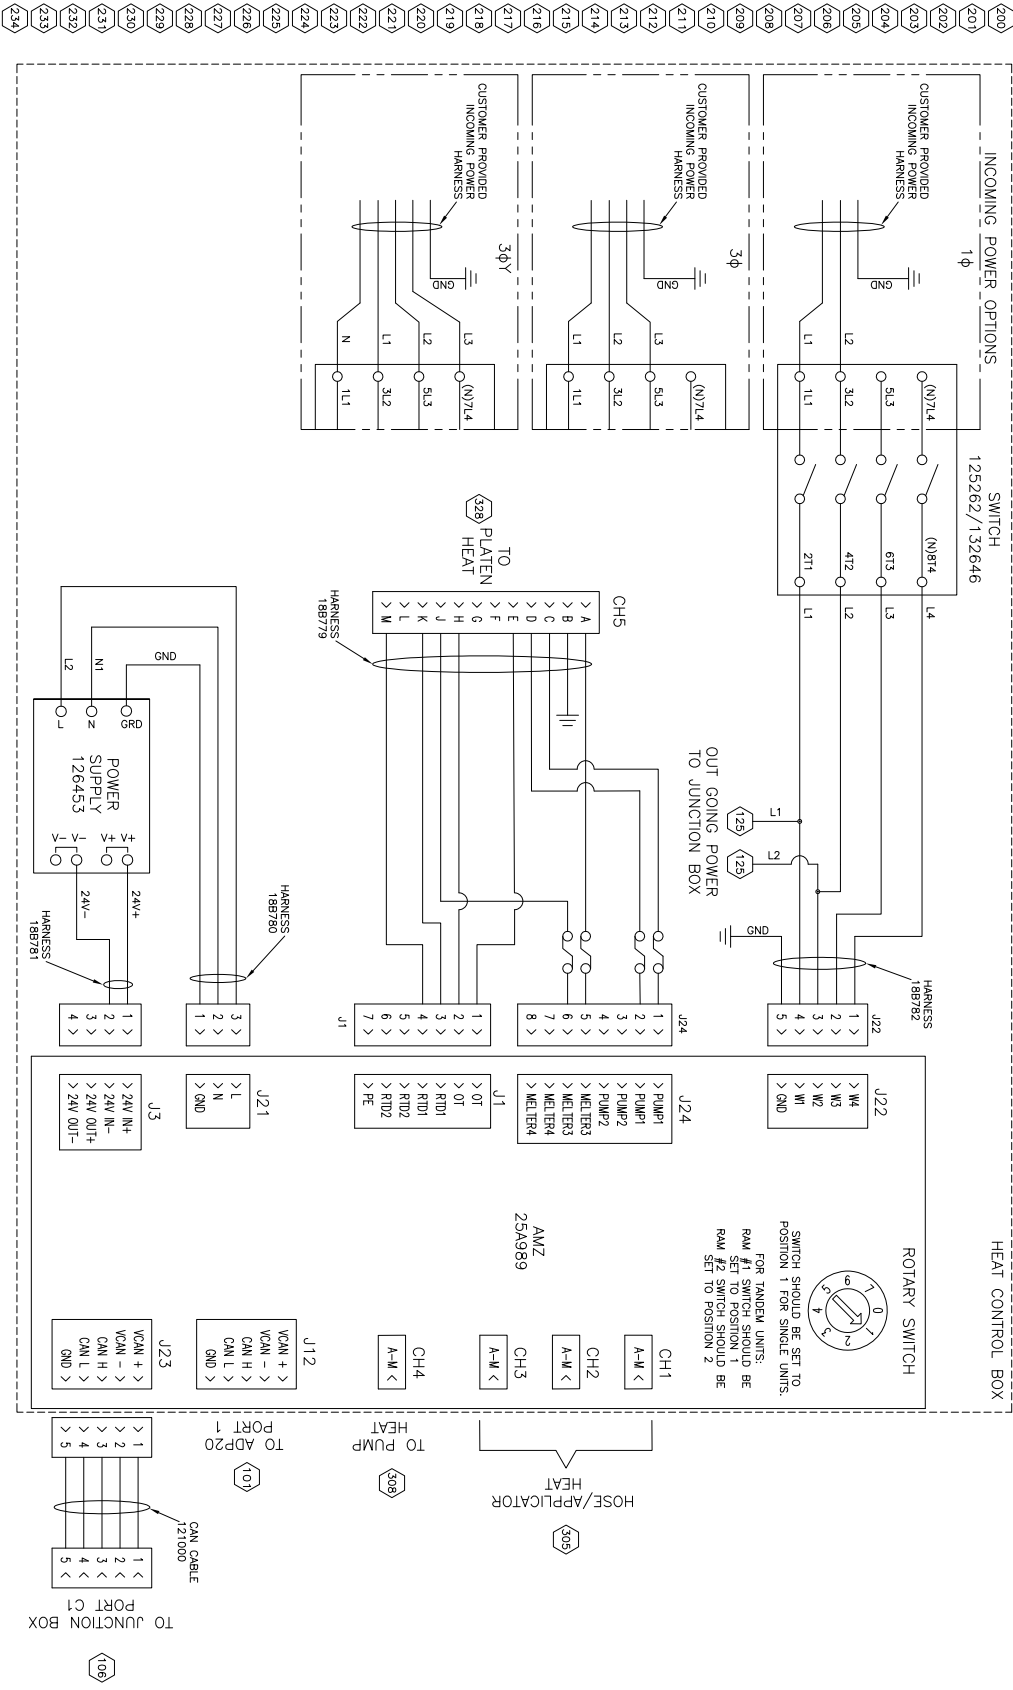 200
201
202
203
204
205
206
207
208
209
210
211
212
213
214
215
216
217
218
219
220
221
222
223
224
225
226
227
228
229
230
231
232
233
234
HEAT CONTROL BOX
INCOMING POWER OPTIONS
1ϕ
CUSTOMER PROVIDED
INCOMING POWER
HARNESS
GND
L2
L1
(N)7L4
5L3
3L2
1L1
SWITCH
125262/132646
(N)8T4
6T3
4T2
2T1
L4
L3
L2
L1
3ϕ
CUSTOMER PROVIDED
INCOMING POWER
HARNESS
GND
L3
L2
L1
(N)7L4
5L3
3L2
1L1
3ϕY
CUSTOMER PROVIDED
INCOMING POWER
HARNESS
GND
L3
L2
L1
N
(N)7L4
5L3
3L2
1L1
OUT GOING POWER
TO JUNCTION BOX
125
125
L1
L2
GND
HARNESS
18B782
J22
1
2
3
4
5
J22
W4
W3
W2
W1
GND
328
TO
PLATEN
HEAT
CH5
A
B
C
D
E
F
G
H
J
K
L
M
HARNESS
18B779
J24
1
2
3
4
5
6
7
8
J24
PUMP1
PUMP1
PUMP2
PUMP2
MELTER3
MELTER3
MELTER4
MELTER4
J1
1
2
3
4
5
6
7
J1
OT
OT
RTD1
RTD1
RTD2
RTD2
PE
L2
N1
GND
L
N
GRD
POWER
SUPPLY
126453
V+
V+
V-
V-
24V+
24V-
HARNESS
18B780
HARNESS
18B781
3
2
1
J21
L
N
GND
1
2
3
4
J3
24V IN+
24V IN-
24V OUT+
24V OUT-
AMZ
25A989
ROTARY SWITCH
0
1
2
3
4
5
6
7
SWITCH SHOULD BE SET TO
POSITION 1 FOR SINGLE UNITS.
FOR TANDEM UNITS:
RAM #1 SWITCH SHOULD BE
SET TO POSITION 1
RAM #2 SWITCH SHOULD BE
SET TO POSITION 2
CH1
A-M
CH2
A-M
CH3
A-M
HOSE/APPLICATOR
HEAT
305
CH4
A-M
TO PUMP
HEAT
308
J12
VCAN +
VCAN -
CAN H
CAN L
GND
TO ADP20
PORT 1
101
J23
VCAN +
VCAN -
CAN H
CAN L
GND
1
2
3
4
5
CAN CABLE
121000
1
2
3
4
5
TO JUNCTION BOX
PORT C1
106